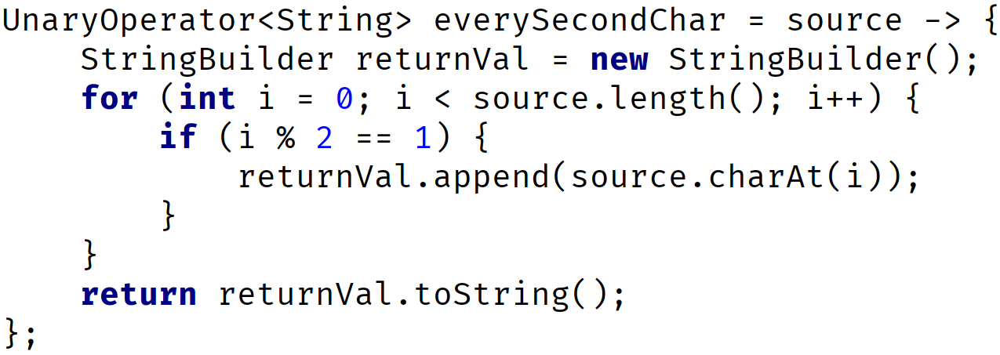 UnaryOperator<String> everySecondChar = source -> {
    StringBuilder returnVal = new StringBuilder();
    for (int i = 0; i < source.length(); i++) {
        if (i % 2 == 1) {
            returnVal.append(source.charAt(i));
        }
    }
    return returnVal.toString();
};